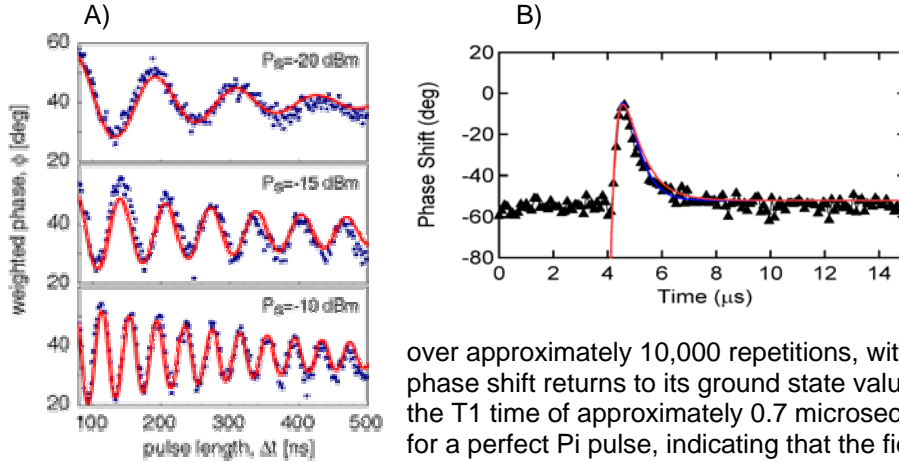 A)
B)
60
40
20
40
20
40
20
weighted phase, ϕ [deg]
P_S=-20 dBm
P_S=-15 dBm
P_S=-10 dBm
100 200 300 400 500
pulse length, Δt [ns]
20
0
-20
-40
-60
-80
Phase Shift (deg)
0 2 4 6 8 10 12 14
Time (μs)
over approximately 10,000 repetitions, wit
phase shift returns to its ground state valu
the T1 time of approximately 0.7 microsec
for a perfect Pi pulse, indicating that the fie